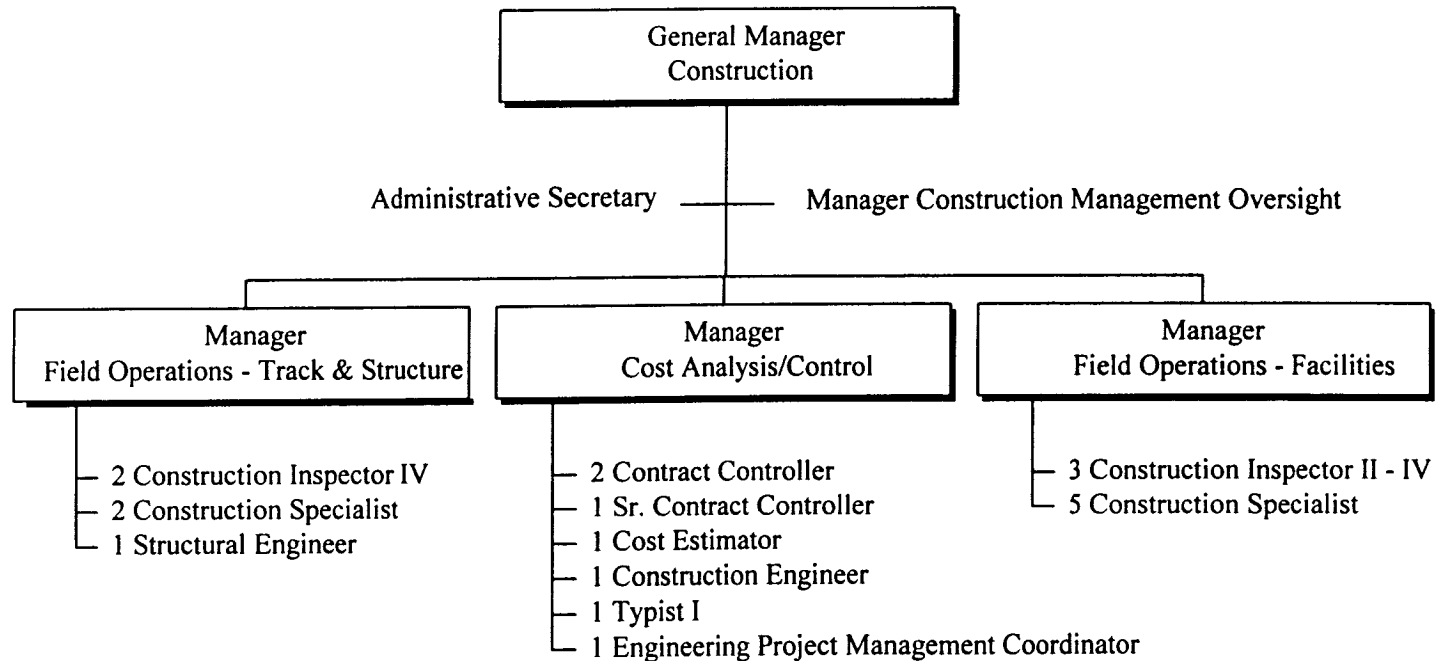 General Manager
Construction
Administrative Secretary
Manager Construction Management Oversight
Manager
Field Operations - Track & Structure
2 Construction Inspector IV
2 Construction Specialist
1 Structural Engineer
Manager
Cost Analysis/Control
2 Contract Controller
1 Sr. Contract Controller
1 Cost Estimator
1 Construction Engineer
1 Typist I
1 Engineering Project Management Coordinator
Manager
Field Operations - Facilities
3 Construction Inspector II - IV
5 Construction Specialist